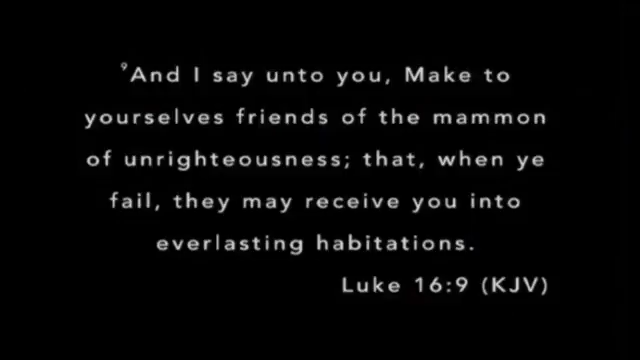 ⁹And I say unto you, Make to
yourselves friends of the mammon
of unrighteousness; that, when ye
fail, they may receive you into
everlasting habitations.
Luke 16:9 (KJV)